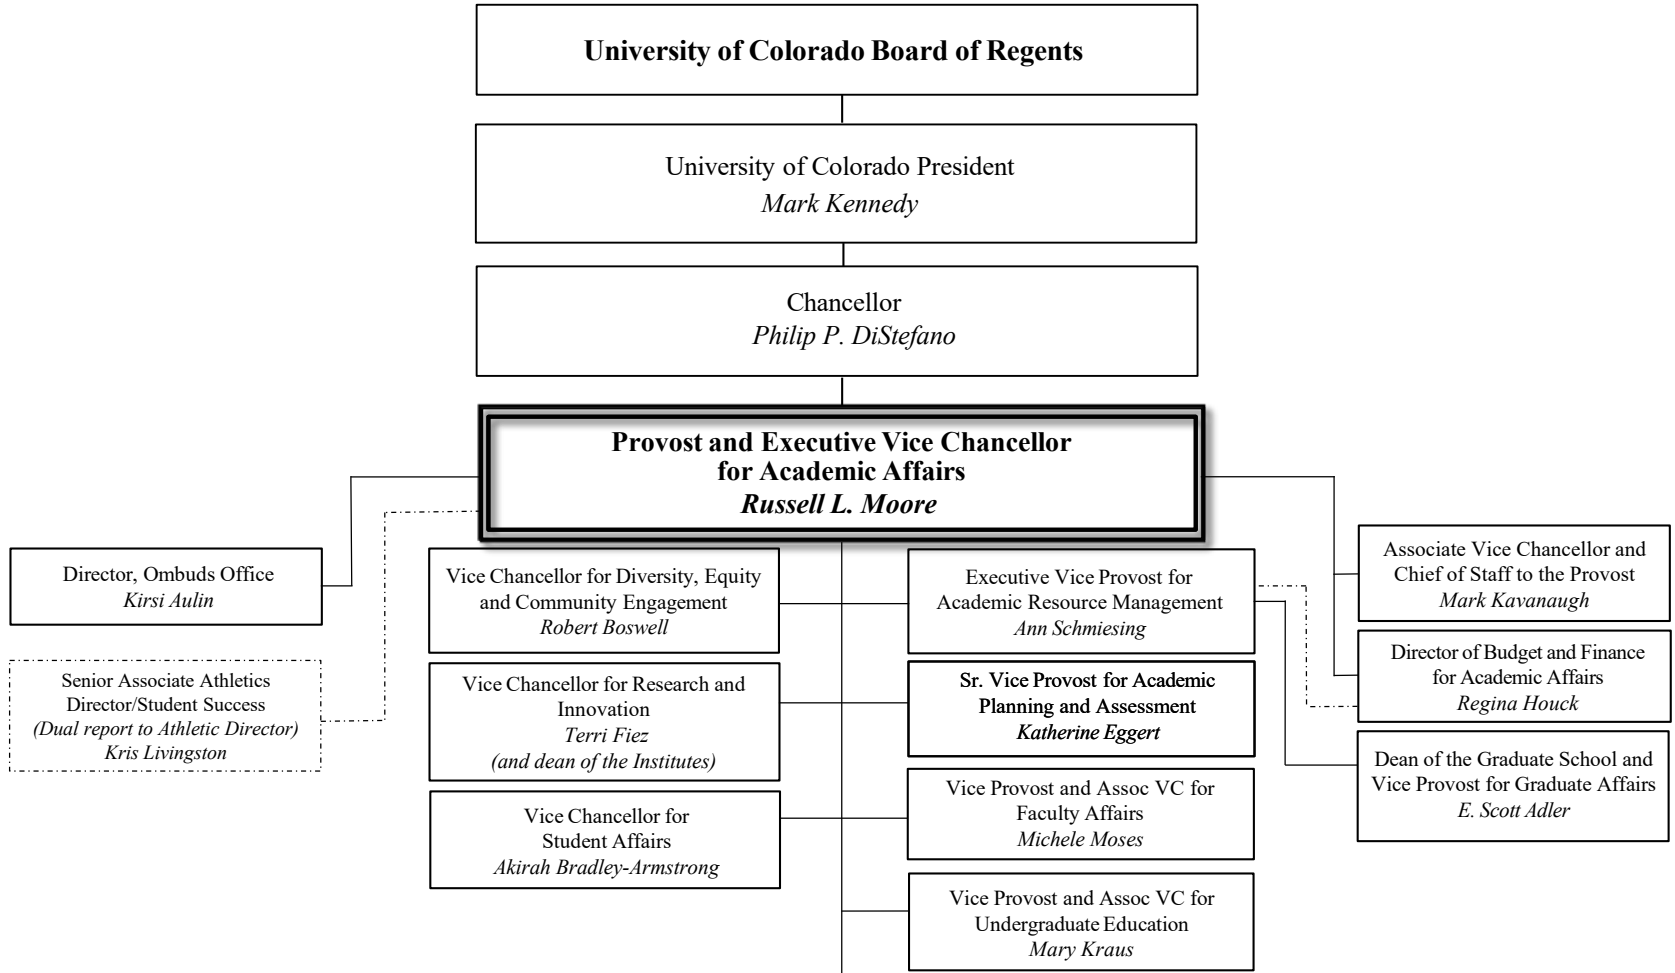 University of Colorado Board of Regents
University of Colorado President
Mark Kennedy
Chancellor
Philip P. DiStefano
Provost and Executive Vice Chancellor
for Academic Affairs
Russell L. Moore
Director, Ombuds Office
Kirsi Aulin
Senior Associate Athletics
Director/Student Success
(Dual report to Athletic Director)
Kris Livingston
Vice Chancellor for Diversity, Equity
and Community Engagement
Robert Boswell
Vice Chancellor for Research and
Innovation
Terri Fiez
(and dean of the Institutes)
Vice Chancellor for
Student Affairs
Akirah Bradley-Armstrong
Executive Vice Provost for
Academic Resource Management
Ann Schmiesing
Sr. Vice Provost for Academic
Planning and Assessment
Katherine Eggert
Vice Provost and Assoc VC for
Faculty Affairs
Michele Moses
Vice Provost and Assoc VC for
Undergraduate Education
Mary Kraus
Associate Vice Chancellor and
Chief of Staff to the Provost
Mark Kavanaugh
Director of Budget and Finance
for Academic Affairs
Regina Houck
Dean of the Graduate School and
Vice Provost for Graduate Affairs
E. Scott Adler